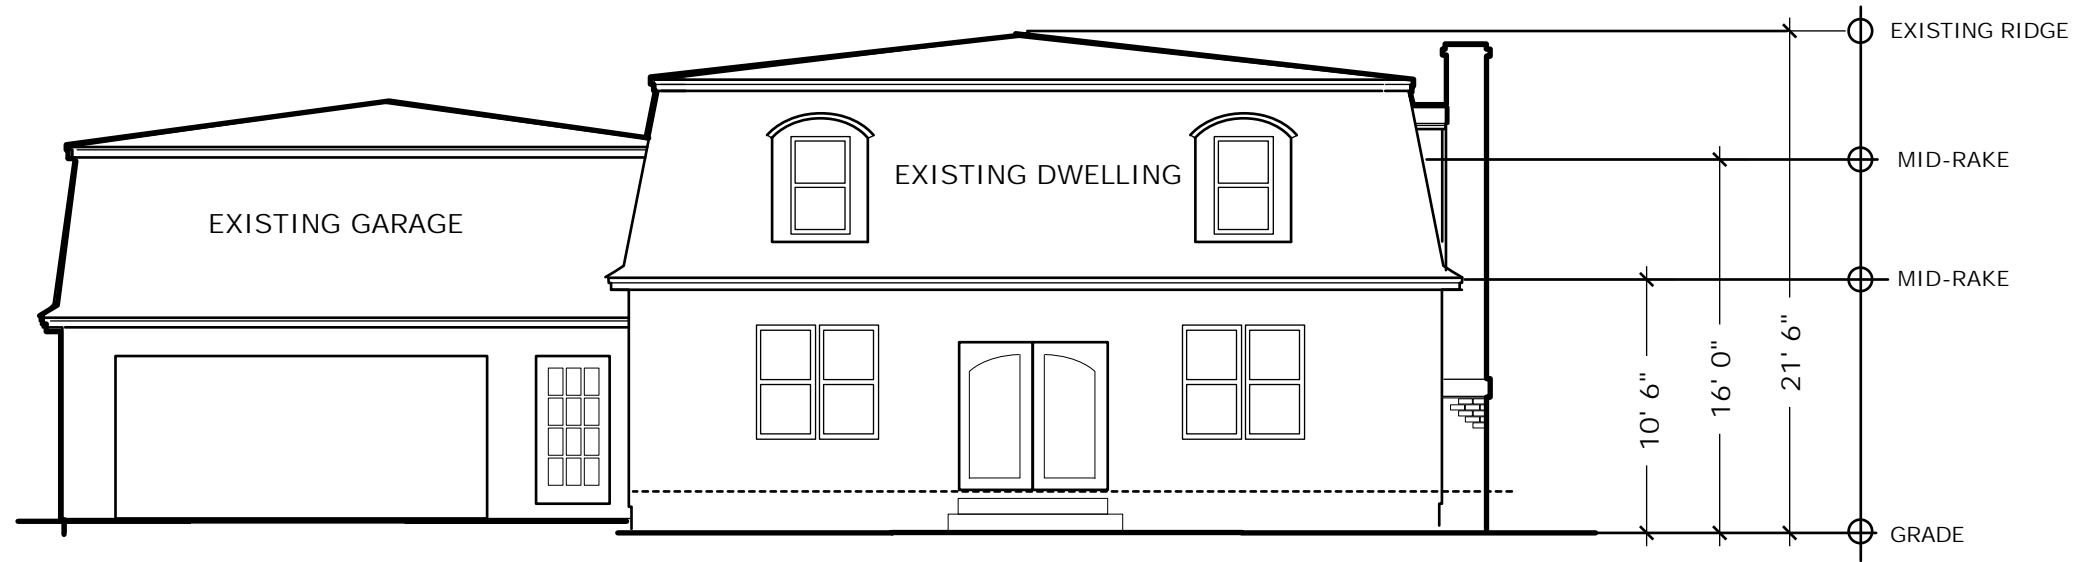 EXISTING RIDGE
MID-RAKE
EXISTING DWELLING
EXISTING GARAGE
MID-RAKE
10' 6"
16' 0"
21' 6"
GRADE